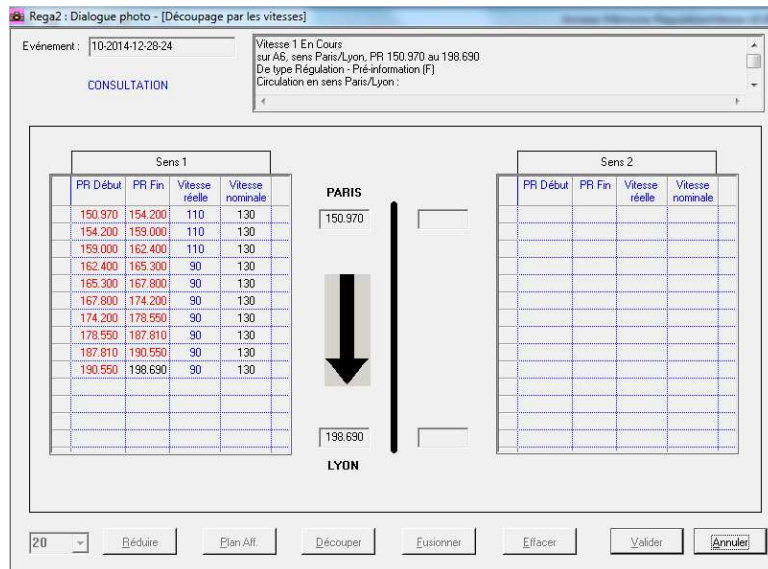 Rega2 : Dialogue photo - [Découpage par les vitesses]
Evénement : 10-2014-12-28-24
CONSULTATION
Vitesse 1 En Cours
sur A6, sens Paris/Lyon, PR 150.970 au 198.690
De type Régulation - Pré-information (F)
Circulation en sens Paris/Lyon :
Sens 1
PR Début PR Fin Vitesse réelle Vitesse nominale
150.970 154.200 110 130
154.200 159.000 110 130
159.000 162.400 110 130
162.400 165.300 90 130
165.300 167.800 90 130
167.800 174.200 90 130
174.200 178.550 90 130
178.550 187.810 90 130
187.810 190.550 90 130
190.550 198.690 90 130
PARIS
150.970
198.690
LYON
Sens 2
PR Début PR Fin Vitesse réelle Vitesse nominale
20 Réduire Plan Aff. Découper Fusionner Effacer Valider Annuler